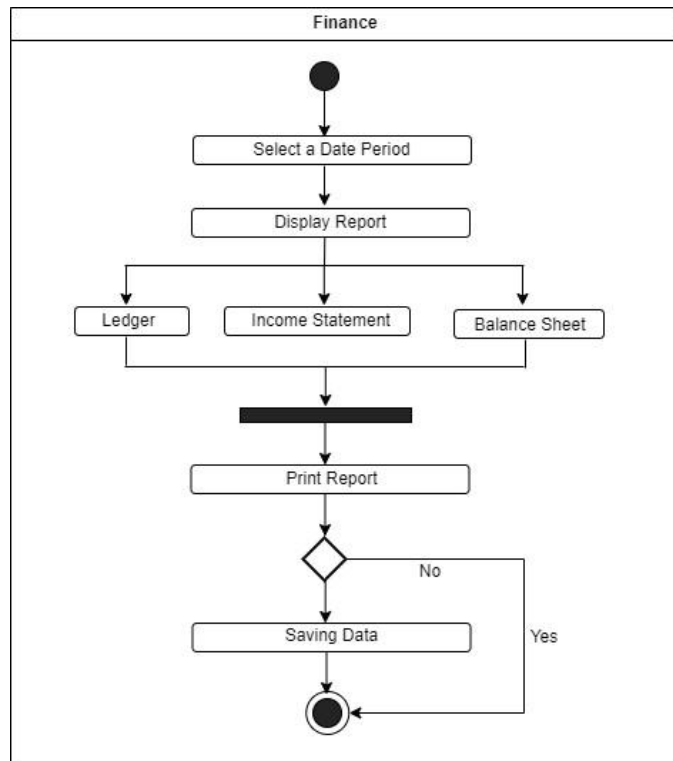 Finance
Select a Date Period
Display Report
Ledger
Income Statement
Balance Sheet
Print Report
No
Saving Data
Yes